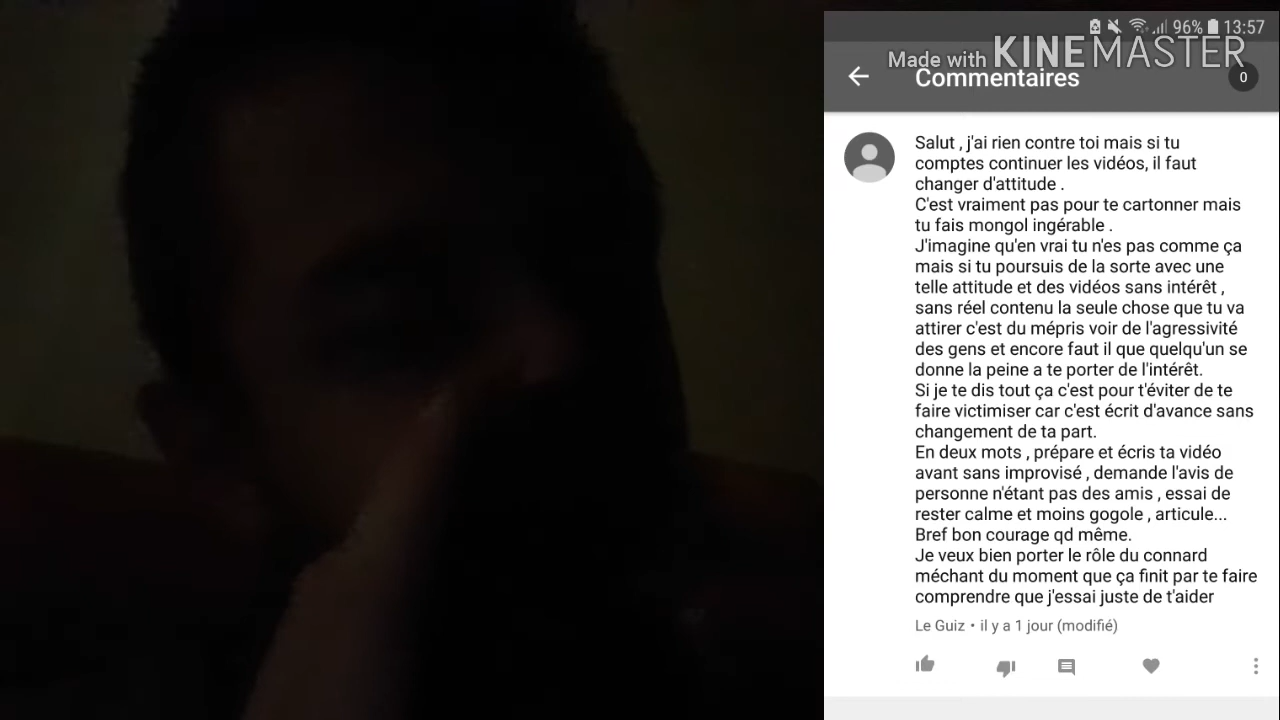 96% 13:57
Made with KINEMASTER
Commentaires
0
Salut , j'ai rien contre toi mais si tu
comptes continuer les vidéos, il faut
changer d'attitude .
C'est vraiment pas pour te cartonner mais
tu fais mongol ingérable .
J'imagine qu'en vrai tu n'es pas comme ça
mais si tu poursuis de la sorte avec une
telle attitude et des vidéos sans intérêt ,
sans réel contenu la seule chose que tu va
attirer c'est du mépris voir de l'agressivité
des gens et encore faut il que quelqu'un se
donne la peine a te porter de l'intérêt.
Si je te dis tout ça c'est pour t'éviter de te
faire victimiser car c'est écrit d'avance sans
changement de ta part.
En deux mots , prépare et écris ta vidéo
avant sans improvisé , demande l'avis de
personne n'étant pas des amis , essai de
rester calme et moins gogole , articule...
Bref bon courage qd même.
Je veux bien porter le rôle du connard
méchant du moment que ça finit par te faire
comprendre que j'essai juste de t'aider
Le Guiz • il y a 1 jour (modifié)